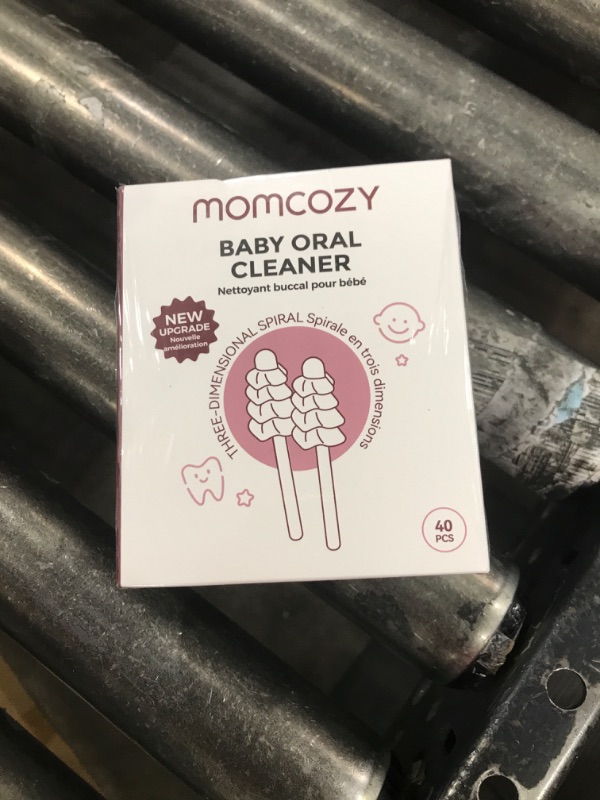 momcozy
BABY ORAL
CLEANER
Nettoyant buccal pour bébé
NEW
UPGRADE
Nouvelle
amélioration
THREE-DIMENSIONAL SPIRAL Spirale en trois dimensions
40
PCS